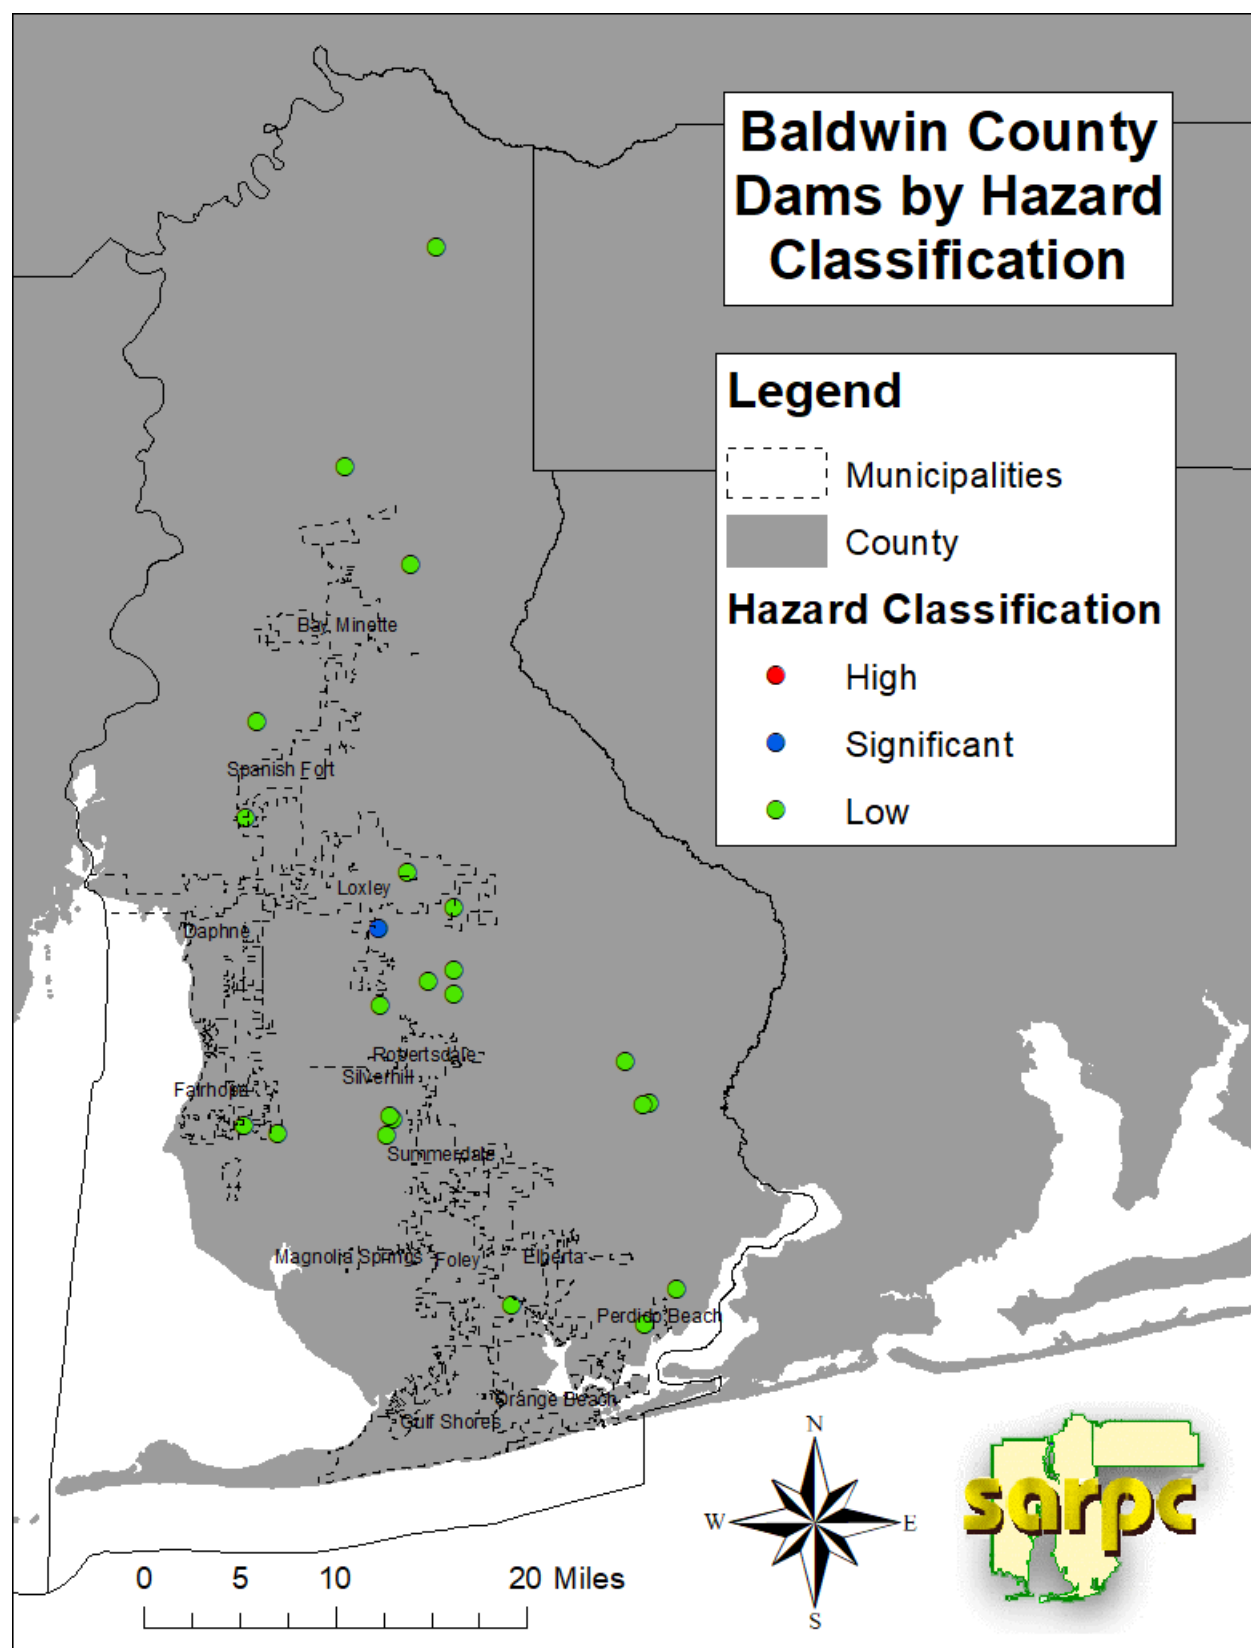 Baldwin County
Dams by Hazard
Classification
Legend
Municipalities
County
Hazard Classification
High
Significant
Low
Bay Minette
Spanish Fort
Loxley
Daphne
Robertsdale
Silverhill
Fairhope
Summerdale
Magnolia Springs
Foley
Elberta
Perdido Beach
Orange Beach
Gulf Shores
N
W
E
S
sarpc
0 5 10 20 Miles